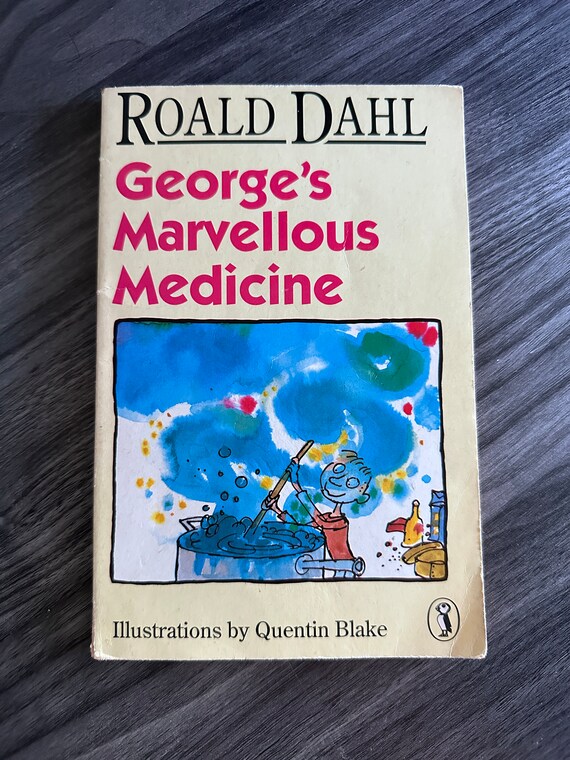 ROALD DAHL
George's
Marvellous
Medicine
Illustrations by Quentin Blake